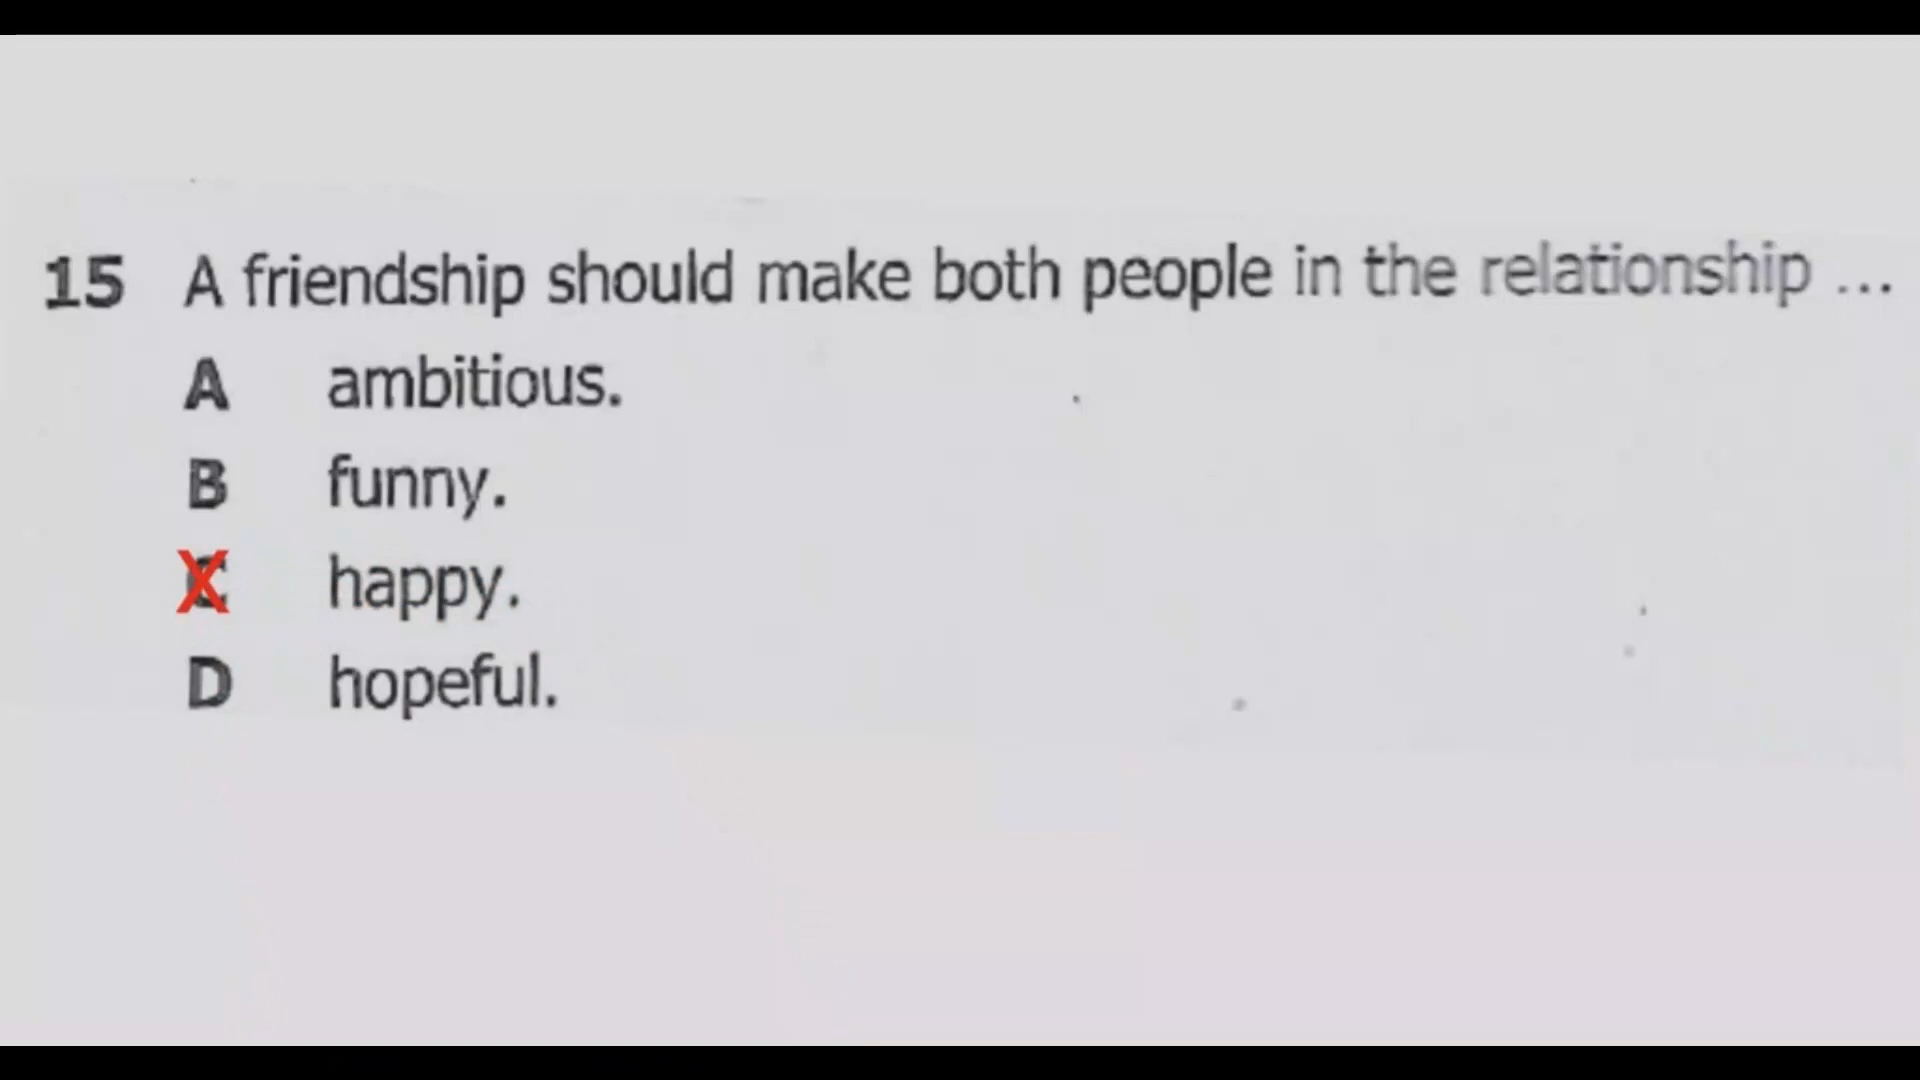 15 A friendship should make both people in the relationship ...
A ambitious.
B funny.
X happy.
D hopeful.